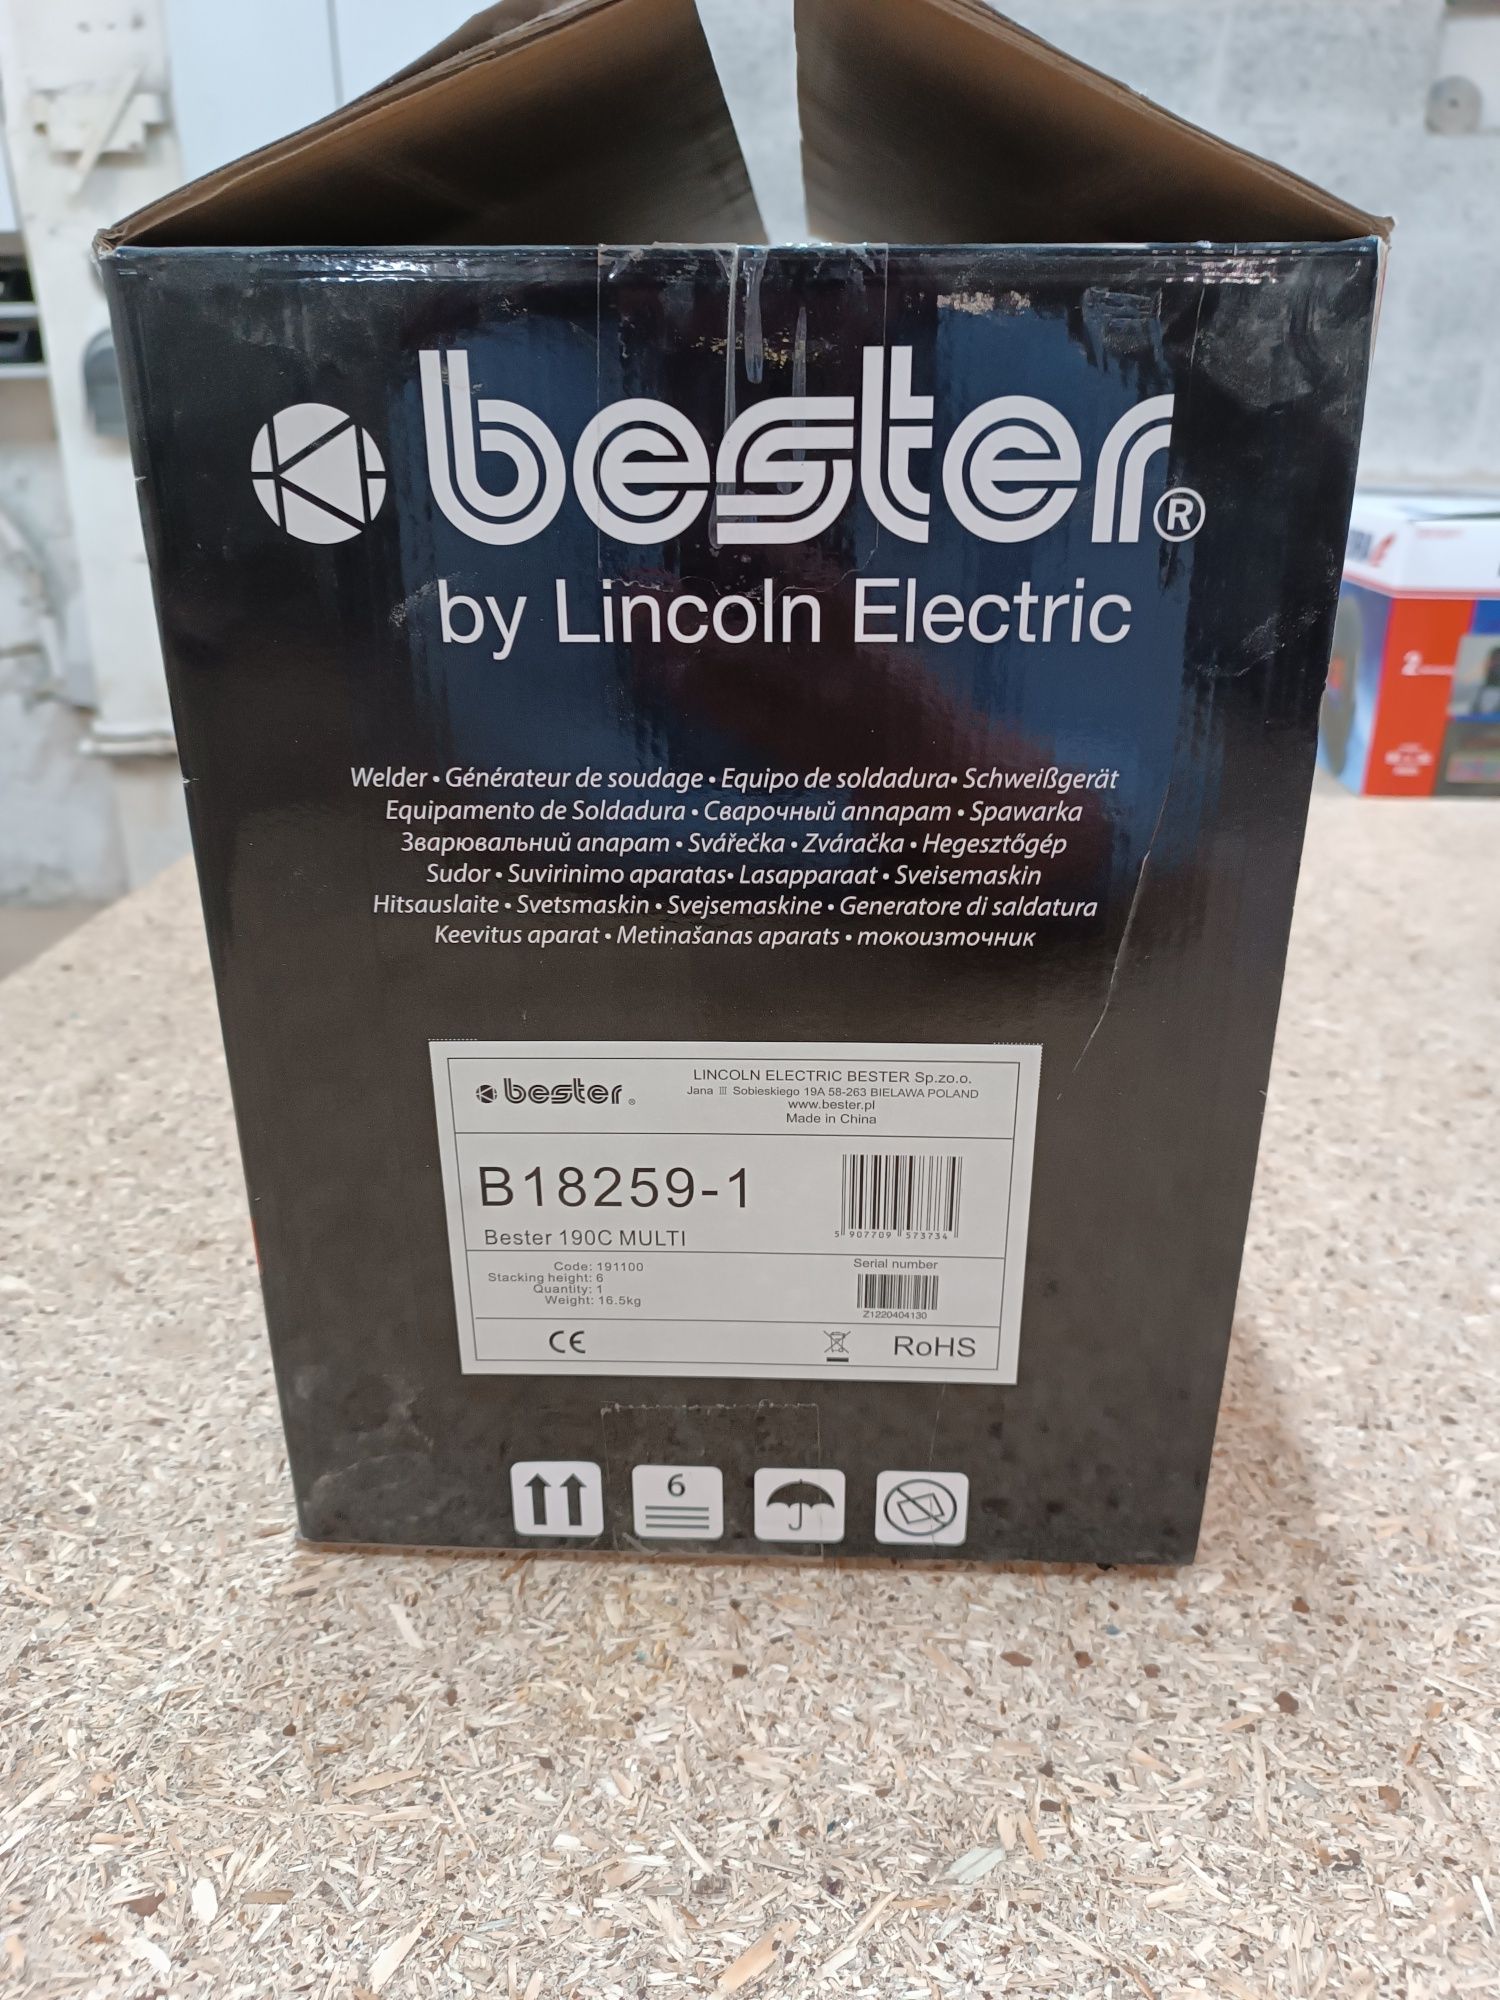 bester®
by Lincoln Electric
Welder • Générateur de soudage • Equipo de soldadura• Schweißgerät
Equipamento de Soldadura • Сварочный аппарат • Spawarka
Зварювальний апарат • Svářečka • Zváračka • Hegesztőgép
Sudor • Suvirinimo aparatas• Lasapparaat • Sveisemaskin
Hitsauslaite • Svetsmaskin • Svejsemaskine • Generatore di saldatura
Keevitus aparat • Metinašanas aparats • токоизточник
bester®
LINCOLN ELECTRIC BESTER Sp.zo.o.
Jana III Sobieskiego 19A 58-263 BIELAWA POLAND
www.bester.pl
Made in China
B18259-1
Bester 190C MULTI
5 907709 573734
Code: 191100
Stacking height: 6
Quantity: 1
Weight: 16.5kg
Serial number
Z1220404130
CE
RoHS
6
2